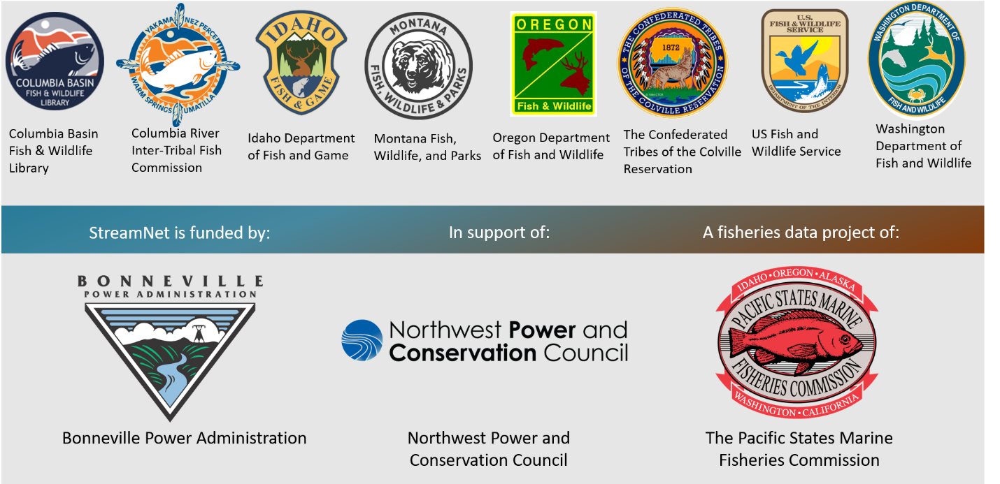 COLUMBIA BASIN
FISH & WILDLIFE
LIBRARY
YAKAMA
NEZ PERCE
WARM SPRINGS
UMATILLA
IDAHO
FISH & GAME
MONTANA
FISH, WILDLIFE & PARKS
OREGON
Fish & Wildlife
THE CONFEDERATED TRIBES
1872
OF THE COLVILLE RESERVATION
U.S.
FISH & WILDLIFE
SERVICE
DEPARTMENT OF THE INTERIOR
WASHINGTON DEPARTMENT OF
FISH AND WILDLIFE
Columbia Basin
Fish & Wildlife
Library
Columbia River
Inter-Tribal Fish
Commission
Idaho Department
of Fish and Game
Montana Fish,
Wildlife, and Parks
Oregon Department
of Fish and Wildlife
The Confederated
Tribes of the Colville
Reservation
US Fish and
Wildlife Service
Washington
Department of
Fish and Wildlife
StreamNet is funded by:
In support of:
A fisheries data project of:
BONNEVILLE
POWER ADMINISTRATION
Northwest Power and
Conservation Council
IDAHO • OREGON • ALASKA
PACIFIC STATES MARINE
FISHERIES COMMISSION
WASHINGTON • CALIFORNIA
Bonneville Power Administration
Northwest Power and
Conservation Council
The Pacific States Marine
Fisheries Commission